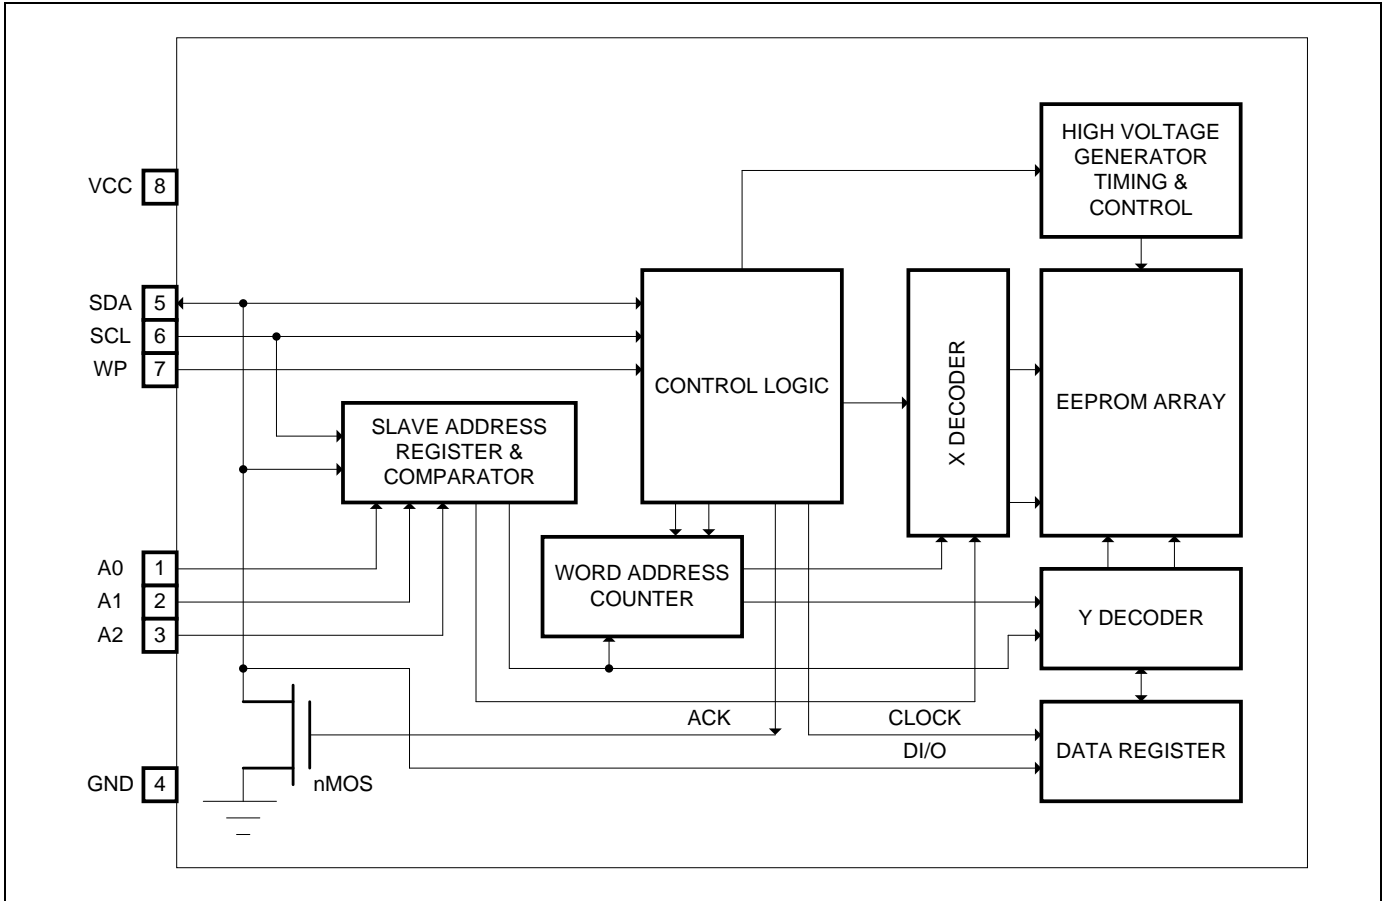 HIGH VOLTAGE
GENERATOR
TIMING &
CONTROL
VCC 8
SDA 5
SCL 6
WP 7
CONTROL LOGIC
X DECODER
EEPROM ARRAY
SLAVE ADDRESS
REGISTER &
COMPARATOR
A0 1
A1 2
A2 3
WORD ADDRESS
COUNTER
Y DECODER
ACK
CLOCK
DI/O
DATA REGISTER
GND 4
nMOS